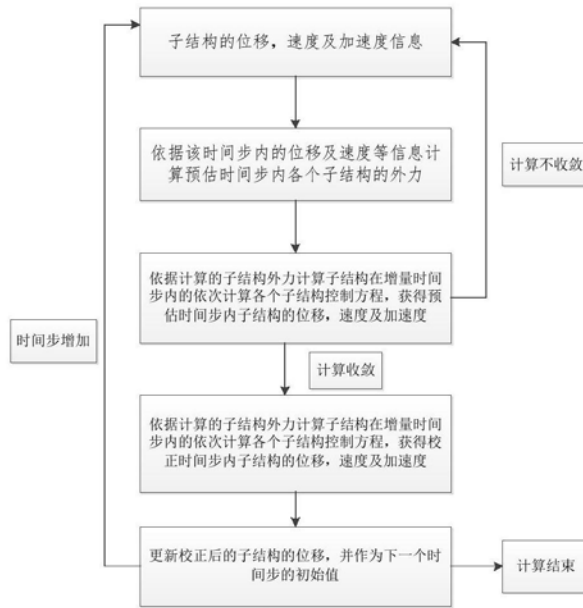 子结构的位移，速度及加速度信息
依据该时间步内的位移及速度等信息计
算预估时间步内各个子结构的外力
计算不收敛
依据计算的子结构外力计算子结构在增量时间
步内的依次计算各个子结构控制方程，获得预
估时间步内子结构的位移，速度及加速度
时间步增加
计算收敛
依据计算的子结构外力计算子结构在增量时间
步内的依次计算各个子结构控制方程，获得校
正时间步内子结构的位移，速度及加速度
更新校正后的子结构的位移，并作为下一个时
间步的初始值
计算结束